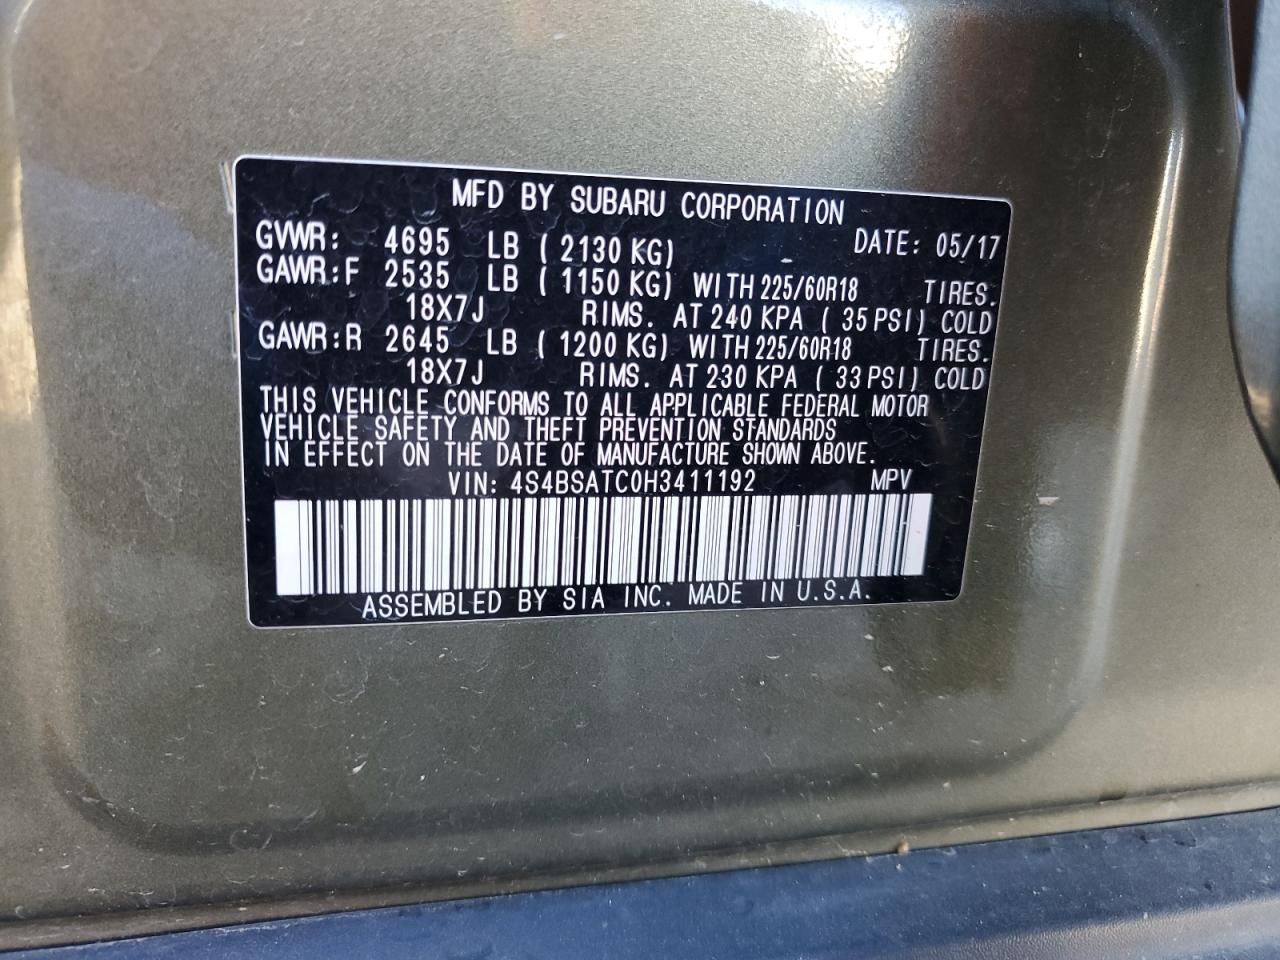 MFD BY SUBARU CORPORATION
GVWR: 4695 LB ( 2130 KG) DATE: 05/17
GAWR:F 2535 LB ( 1150 KG) WITH 225/60R18 TIRES.
18X7J RIMS. AT 240 KPA ( 35 PSI) COLD
GAWR:R 2645 LB ( 1200 KG) WITH 225/60R18 TIRES.
18X7J RIMS. AT 230 KPA ( 33 PSI) COLD
THIS VEHICLE CONFORMS TO ALL APPLICABLE FEDERAL MOTOR
VEHICLE SAFETY AND THEFT PREVENTION STANDARDS
IN EFFECT ON THE DATE OF MANUFACTURE SHOWN ABOVE.
VIN: 4S4BSATC0H3411192 MPV
ASSEMBLED BY SIA INC. MADE IN U.S.A.